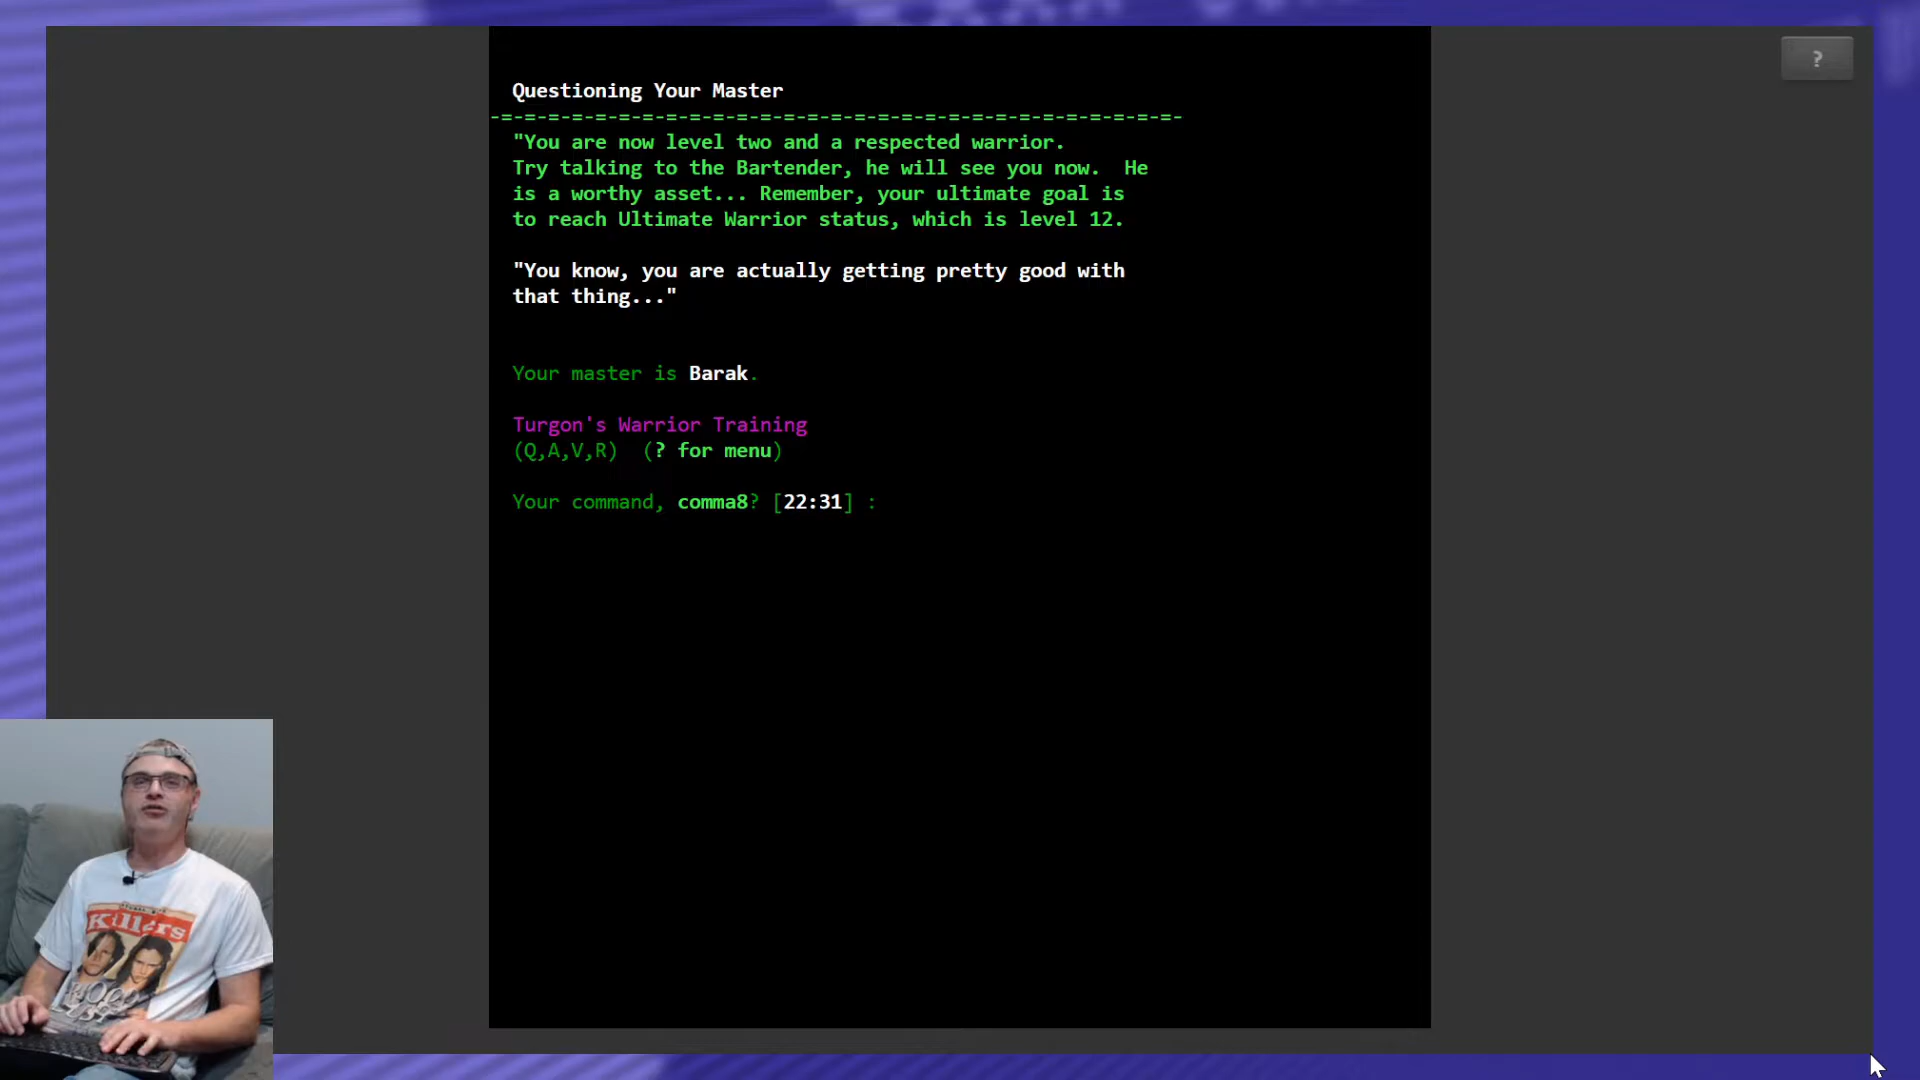 ?
Questioning Your Master
-=-=-=-=-=-=-=-=-=-=-=-=-=-=-=-=-=-=-=-=-=-=-=-=-=-=-=-=-=-
"You are now level two and a respected warrior.
Try talking to the Bartender, he will see you now.  He
is a worthy asset... Remember, your ultimate goal is
to reach Ultimate Warrior status, which is level 12.
"You know, you are actually getting pretty good with
that thing..."
Your master is Barak.
Turgon's Warrior Training
(Q,A,V,R)  (? for menu)
Your command, comma8? [22:31] :
Killers